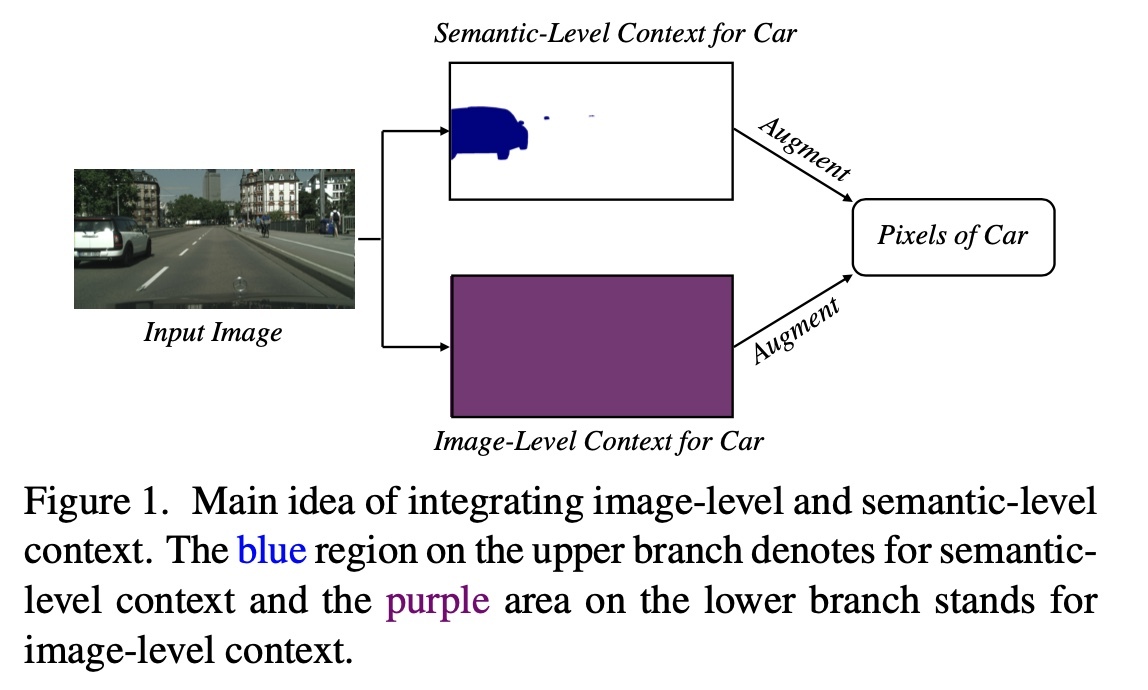 Semantic-Level Context for Car
Augment
Pixels of Car
Input Image
Augment
Image-Level Context for Car
Figure 1. Main idea of integrating image-level and semantic-level
context. The blue region on the upper branch denotes for semantic-
level context and the purple area on the lower branch stands for
image-level context.